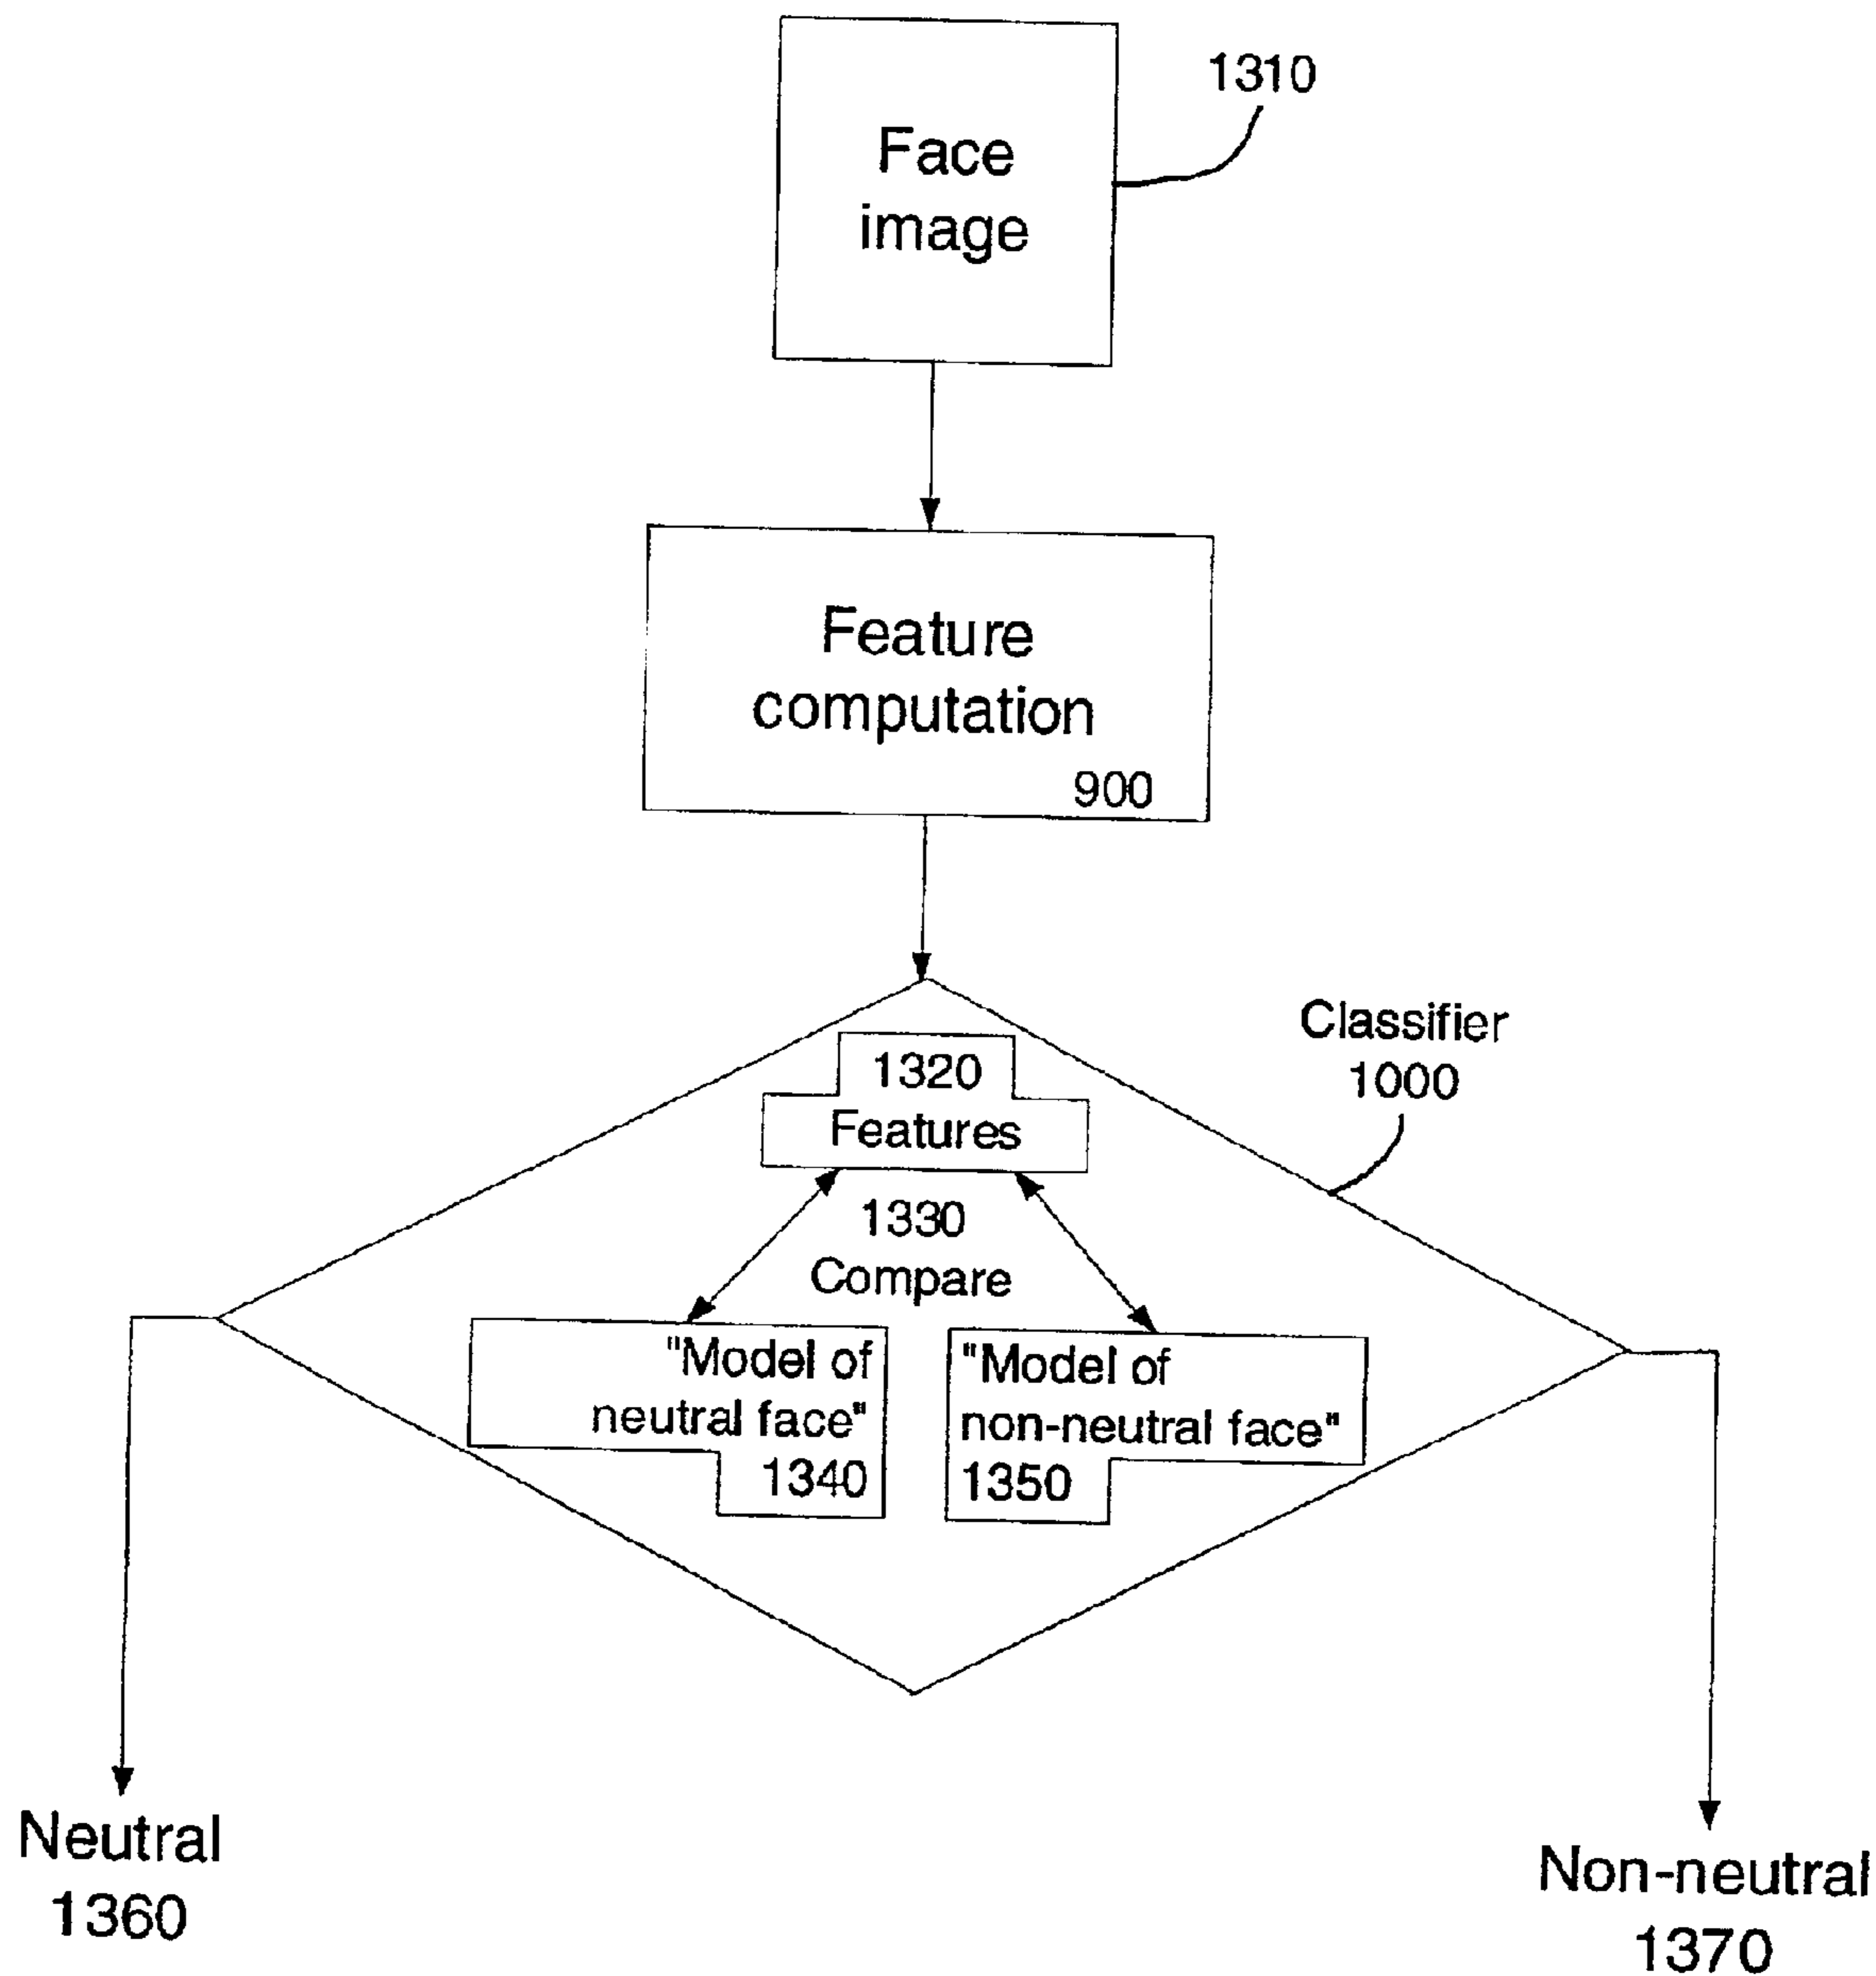 Face
image
1310
Feature
computation
900
Classifier
1000
1320
Features
1330
Compare
"Model of
neutral face"
1340
"Model of
non-neutral face"
1350
Neutral
1360
Non-neutral
1370